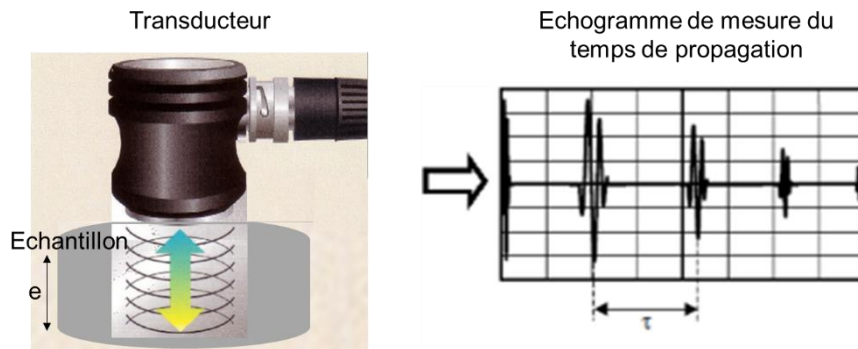 Transducteur
Echogramme de mesure du
temps de propagation
Echantillon
e
τ